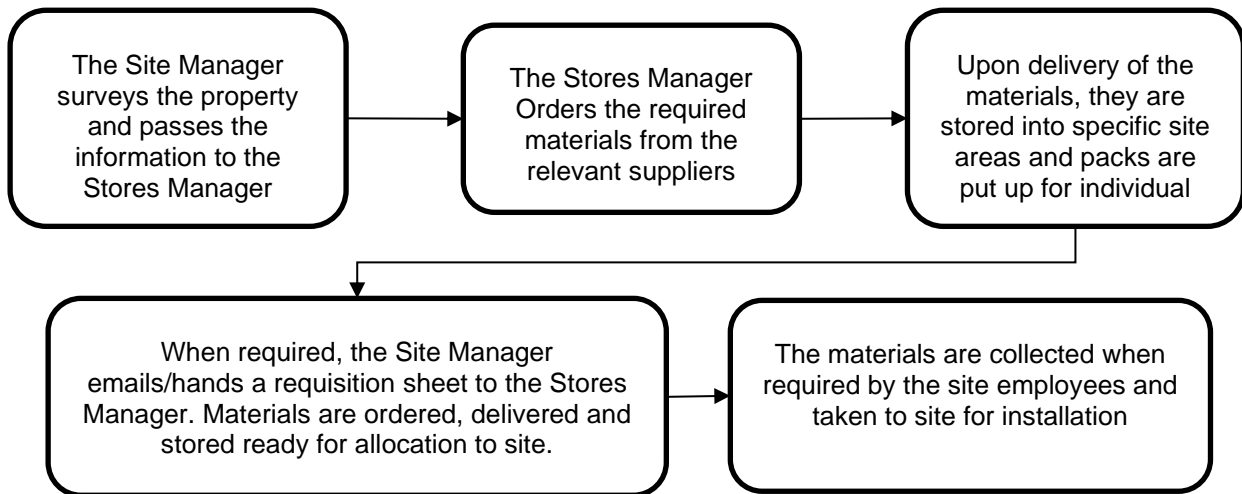 The Site Manager
surveys the property
and passes the
information to the
Stores Manager
The Stores Manager
Orders the required
materials from the
relevant suppliers
Upon delivery of the
materials, they are
stored into specific site
areas and packs are
put up for individual
When required, the Site Manager
emails/hands a requisition sheet to the Stores
Manager. Materials are ordered, delivered and
stored ready for allocation to site.
The materials are collected when
required by the site employees and
taken to site for installation